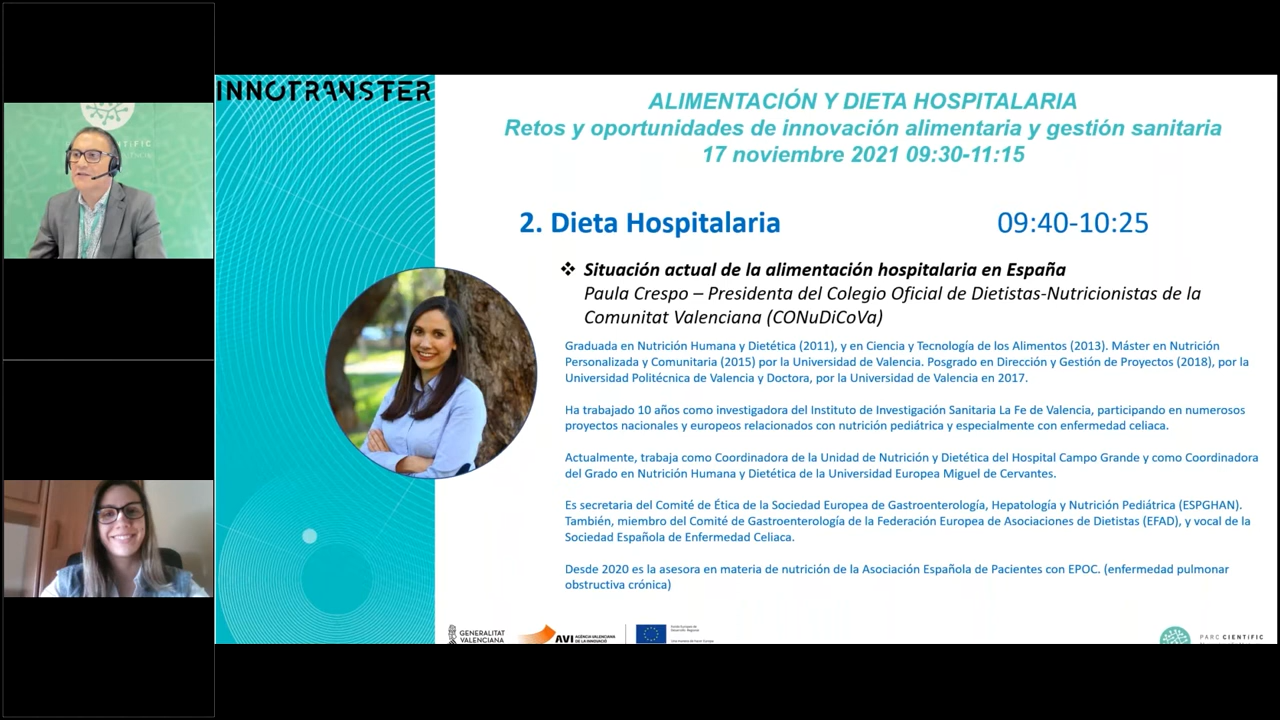 INNOTRANSFER
ALIMENTACIÓN Y DIETA HOSPITALARIA
Retos y oportunidades de innovación alimentaria y gestión sanitaria
17 noviembre 2021 09:30-11:15
2. Dieta Hospitalaria 09:40-10:25
❖ Situación actual de la alimentación hospitalaria en España
Paula Crespo – Presidenta del Colegio Oficial de Dietistas-Nutricionistas de la
Comunitat Valenciana (CONuDiCoVa)
Graduada en Nutrición Humana y Dietética (2011), y en Ciencia y Tecnología de los Alimentos (2013). Máster en Nutrición
Personalizada y Comunitaria (2015) por la Universidad de Valencia. Posgrado en Dirección y Gestión de Proyectos (2018), por la
Universidad Politécnica de Valencia y Doctora, por la Universidad de Valencia en 2017.
Ha trabajado 10 años como investigadora del Instituto de Investigación Sanitaria La Fe de Valencia, participando en numerosos
proyectos nacionales y europeos relacionados con nutrición pediátrica y especialmente con enfermedad celiaca.
Actualmente, trabaja como Coordinadora de la Unidad de Nutrición y Dietética del Hospital Campo Grande y como Coordinadora
del Grado en Nutrición Humana y Dietética de la Universidad Europea Miguel de Cervantes.
Es secretaria del Comité de Ética de la Sociedad Europea de Gastroenterología, Hepatología y Nutrición Pediátrica (ESPGHAN).
También, miembro del Comité de Gastroenterología de la Federación Europea de Asociaciones de Dietistas (EFAD), y vocal de la
Sociedad Española de Enfermedad Celiaca.
Desde 2020 es la asesora en materia de nutrición de la Asociación Española de Pacientes con EPOC. (enfermedad pulmonar
obstructiva crónica)
GENERALITAT
VALENCIANA
AVI AGÈNCIA VALENCIANA
DE LA INNOVACIÓ
PARC CIENTÍFIC